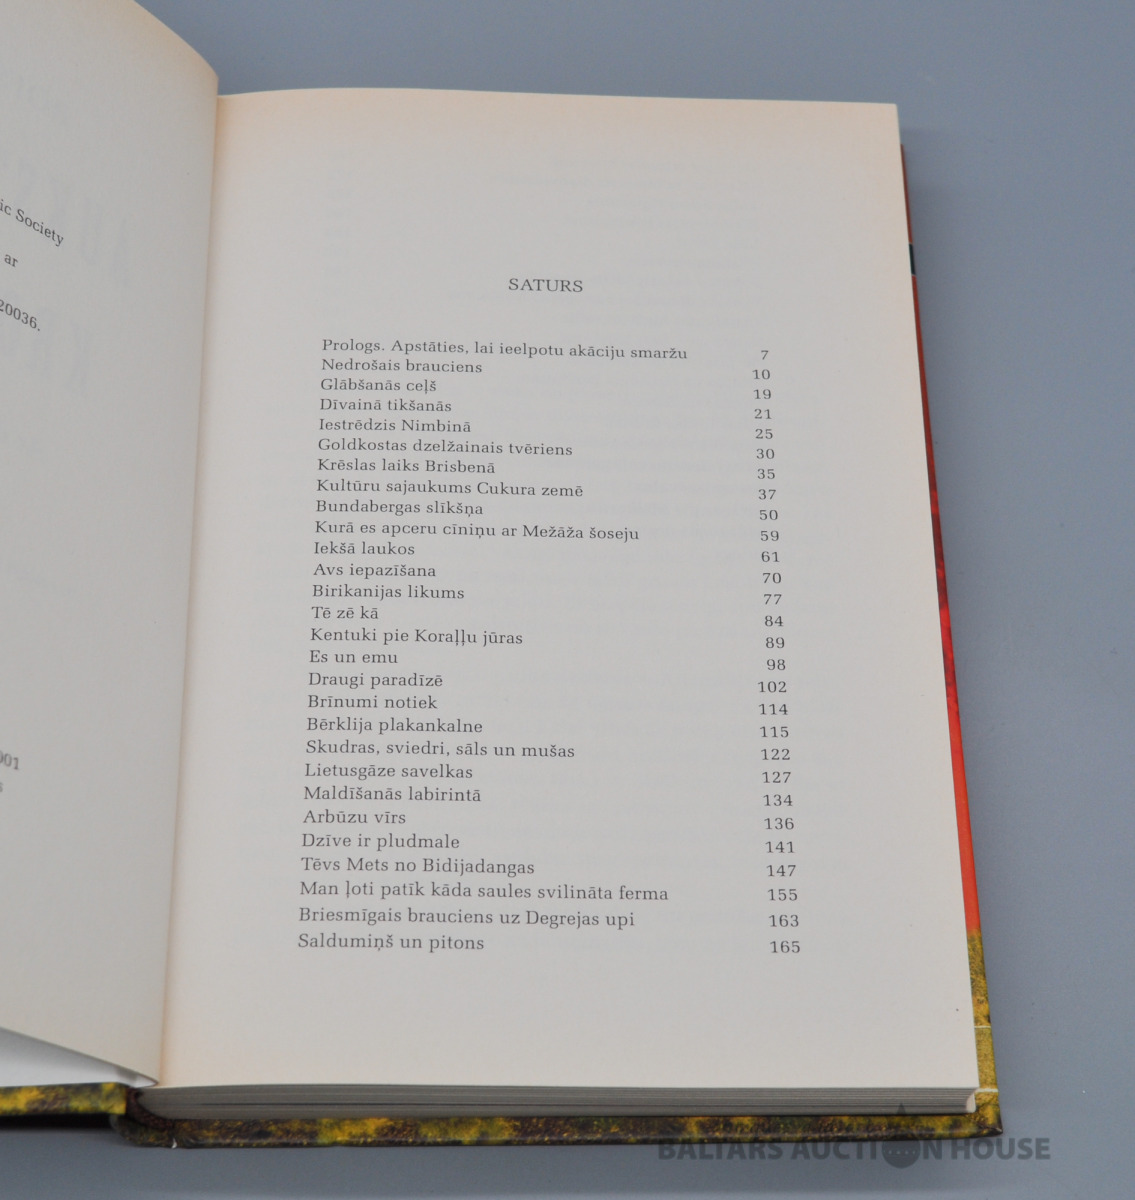 ic Society
ar
20036.
SATURS
Prologs. Apstāties, lai ieelpotu akāciju smaržu 7
Nedrošais brauciens 10
Glābšanās ceļš 19
Dīvainā tikšanās 21
Iestrēdzis Nimbinā 25
Goldkostas dzelžainais tvēriens 30
Krēslas laiks Brisbenā 35
Kultūru sajaukums Cukura zemē 37
Bundabergas slīkšņa 50
Kurā es apceru cīniņu ar Mežāža šoseju 59
Iekšā laukos 61
Avs iepazīšana 70
Birikanijas likums 77
Tē zē kā 84
Kentuki pie Koraļļu jūras 89
Es un emu 98
Draugi paradīzē 102
Brīnumi notiek 114
Bērklija plakankalne 115
Skudras, sviedri, sāls un mušas 122
Lietusgāze savelkas 127
Maldīšanās labirintā 134
Arbūzu vīrs 136
Dzīve ir pludmale 141
Tēvs Mets no Bidijadangas 147
Man ļoti patīk kāda saules svilināta ferma 155
Briesmīgais brauciens uz Degrejas upi 163
Saldumiņš un pitons 165
BALTARS AUCTION HOUSE